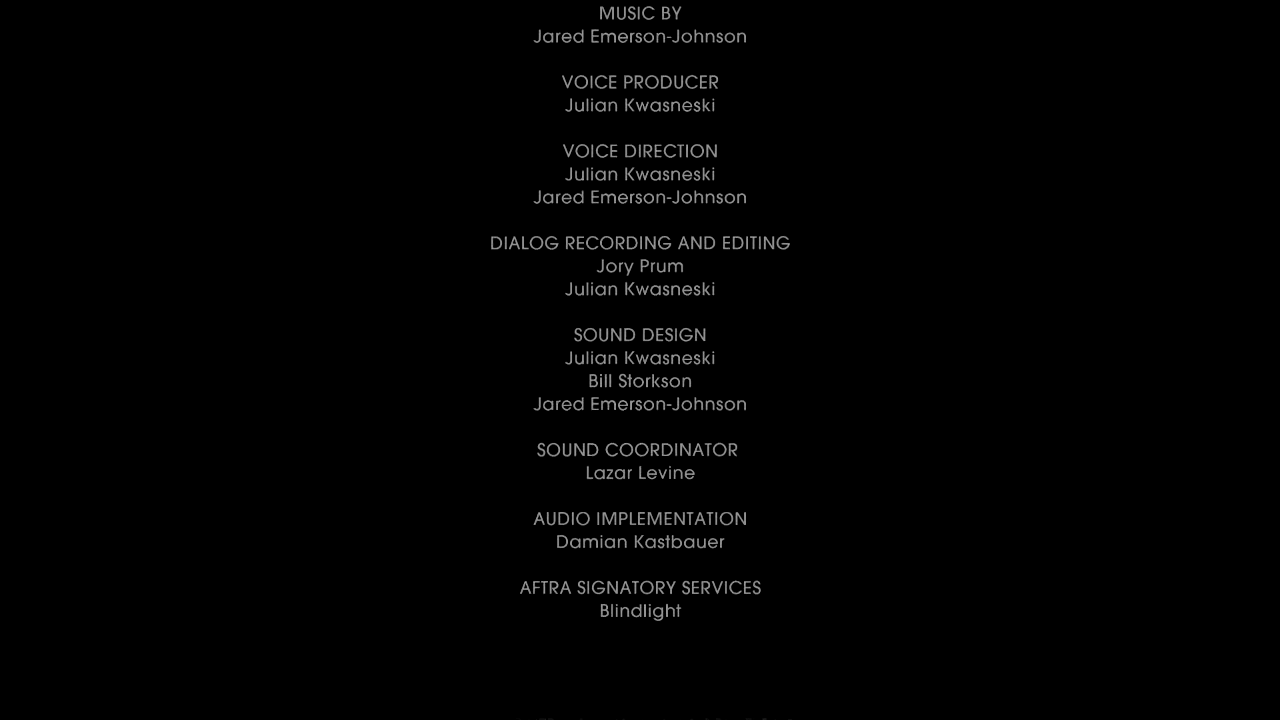 MUSIC BY
Jared Emerson-Johnson
VOICE PRODUCER
Julian Kwasneski
VOICE DIRECTION
Julian Kwasneski
Jared Emerson-Johnson
DIALOG RECORDING AND EDITING
Jory Prum
Julian Kwasneski
SOUND DESIGN
Julian Kwasneski
Bill Storkson
Jared Emerson-Johnson
SOUND COORDINATOR
Lazar Levine
AUDIO IMPLEMENTATION
Damian Kastbauer
AFTRA SIGNATORY SERVICES
Blindlight